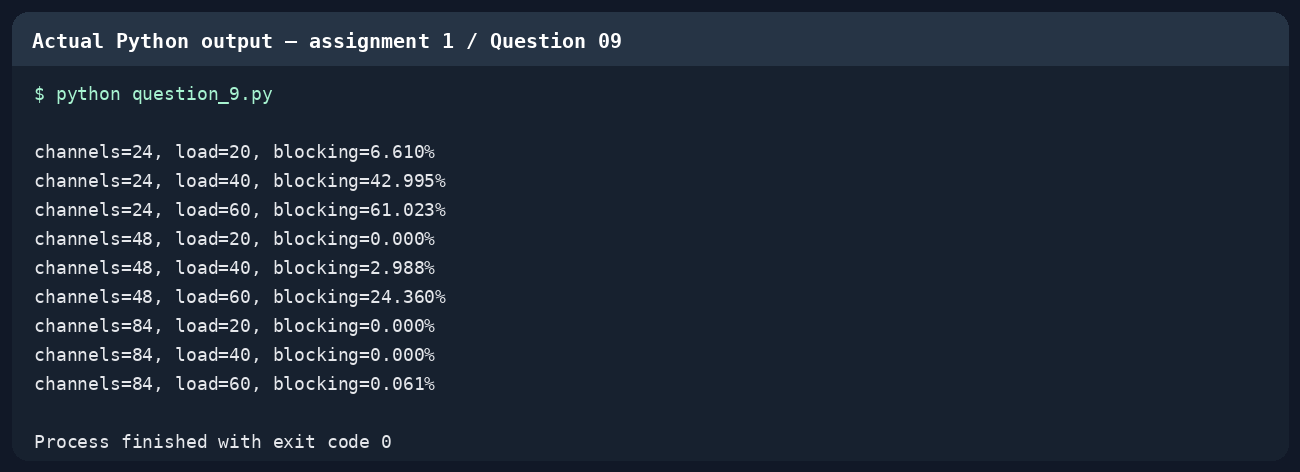 Actual Python output — assignment 1 / Question 09
$ python question_9.py
channels=24, load=20, blocking=6.610%
channels=24, load=40, blocking=42.995%
channels=24, load=60, blocking=61.023%
channels=48, load=20, blocking=0.000%
channels=48, load=40, blocking=2.988%
channels=48, load=60, blocking=24.360%
channels=84, load=20, blocking=0.000%
channels=84, load=40, blocking=0.000%
channels=84, load=60, blocking=0.061%
Process finished with exit code 0